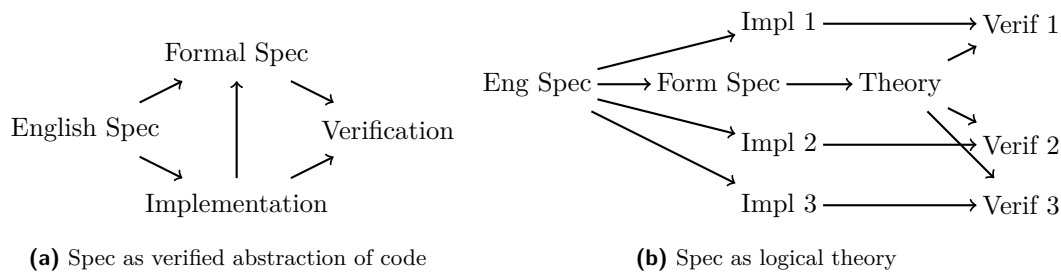 Formal Spec
English Spec
Verification
Implementation
(a) Spec as verified abstraction of code
Impl 1
Verif 1
Eng Spec
Form Spec
Theory
Impl 2
Verif 2
Impl 3
Verif 3
(b) Spec as logical theory